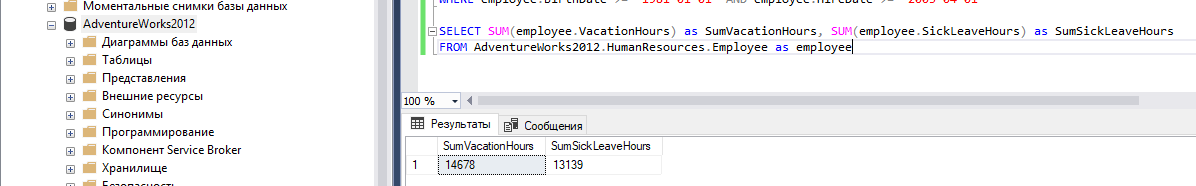 Моментальные снимки базы данных
AdventureWorks2012
Диаграммы баз данных
Таблицы
Представления
Внешние ресурсы
Синонимы
Программирование
Компонент Service Broker
Хранилище
Безопасность
SELECT SUM(employee.VacationHours) as SumVacationHours, SUM(employee.SickLeaveHours) as SumSickLeaveHours
FROM AdventureWorks2012.HumanResources.Employee as employee
100 %
Результаты Сообщения
SumVacationHours SumSickLeaveHours
1 14678 13139